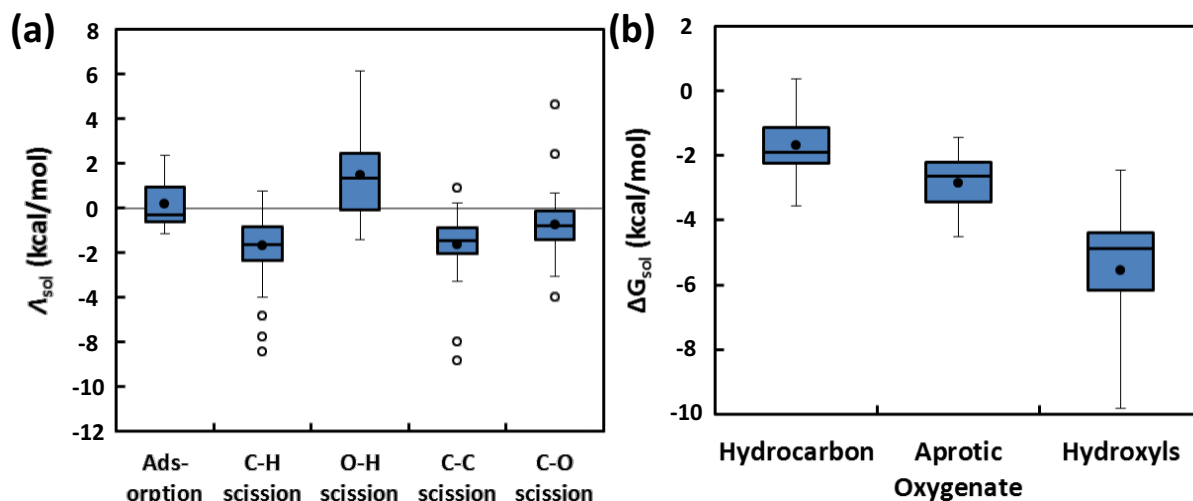 (a)
8
6
4
2
0
-2
-4
-6
-8
-10
-12
Λsol (kcal/mol)
Ads-
orption
C-H
scission
O-H
scission
C-C
scission
C-O
scission
(b)
2
0
-2
-4
-6
-8
-10
ΔGsol (kcal/mol)
Hydrocarbon
Aprotic
Oxygenate
Hydroxyls